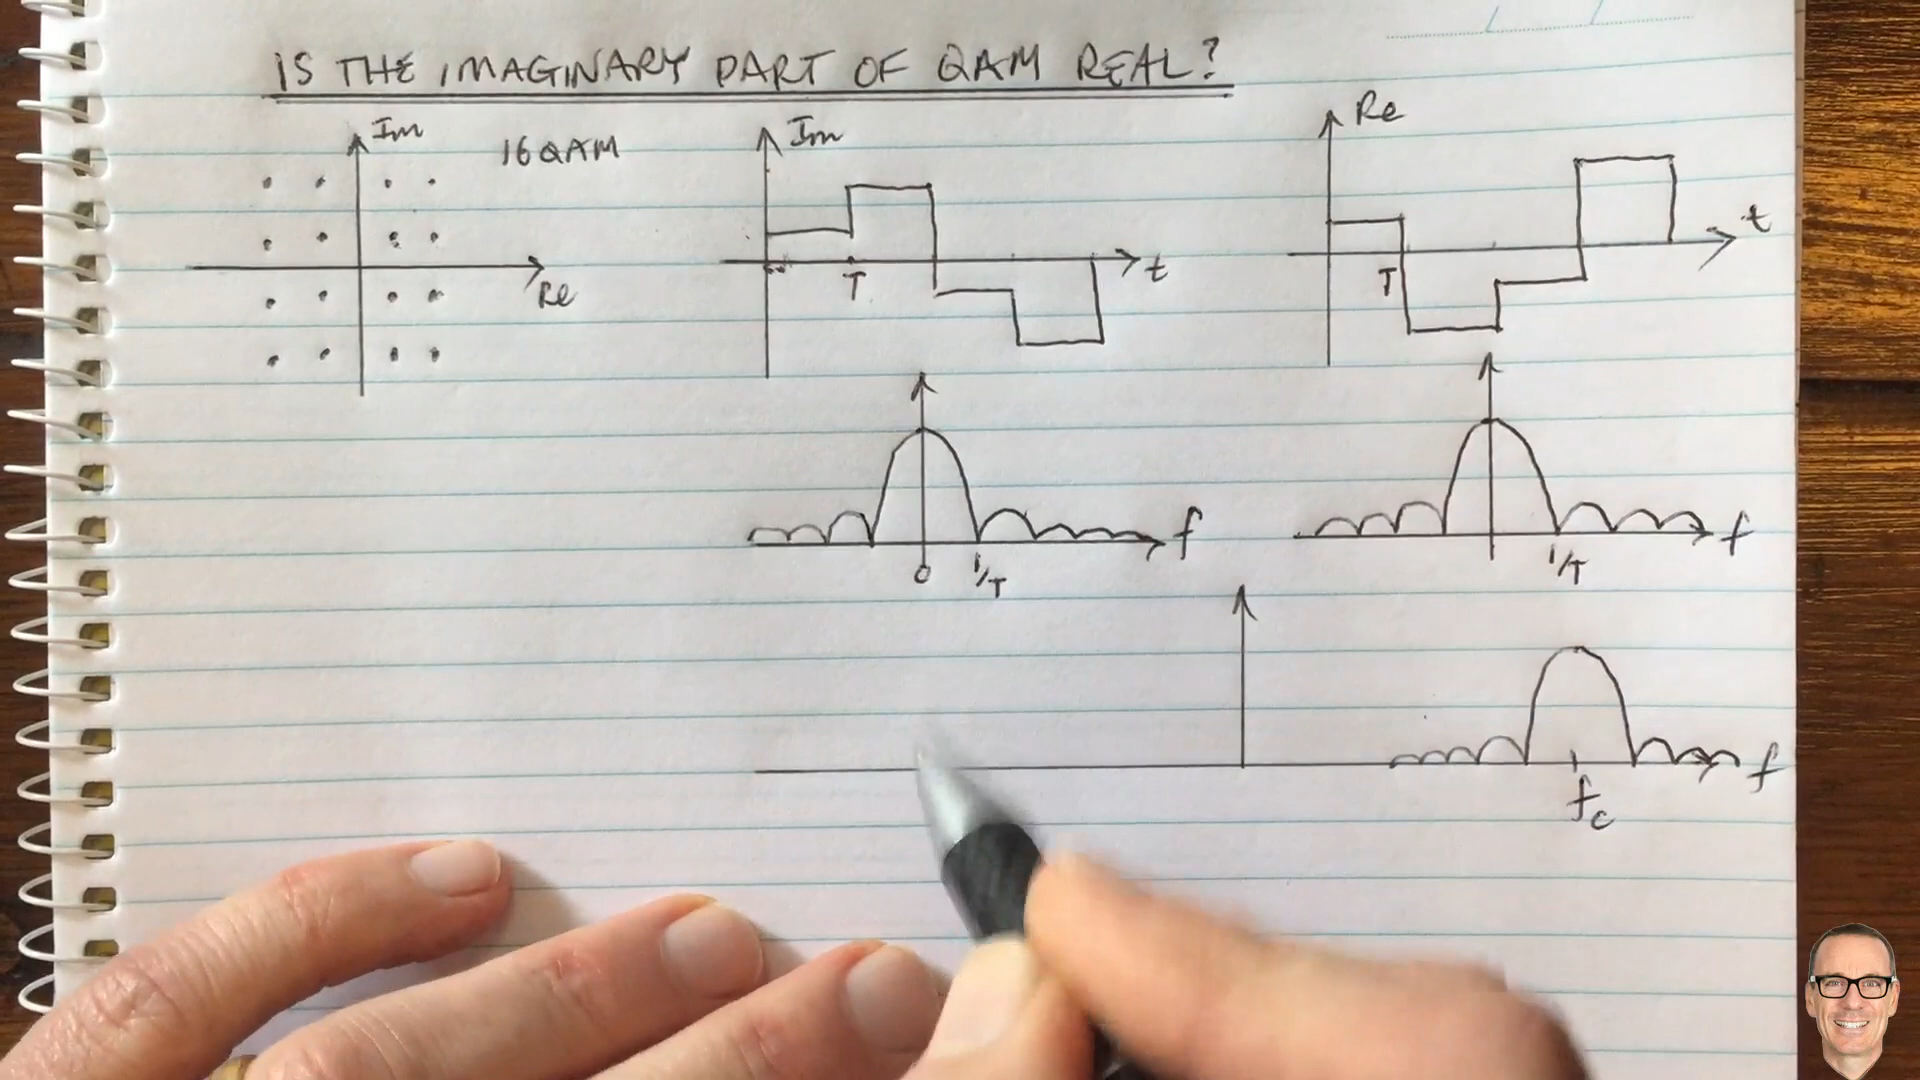 IS THE IMAGINARY PART OF QAM REAL?
Im
16QAM
Re
Im
T
t
Re
T
t
f
0
1/T
f
1/T
f
fc